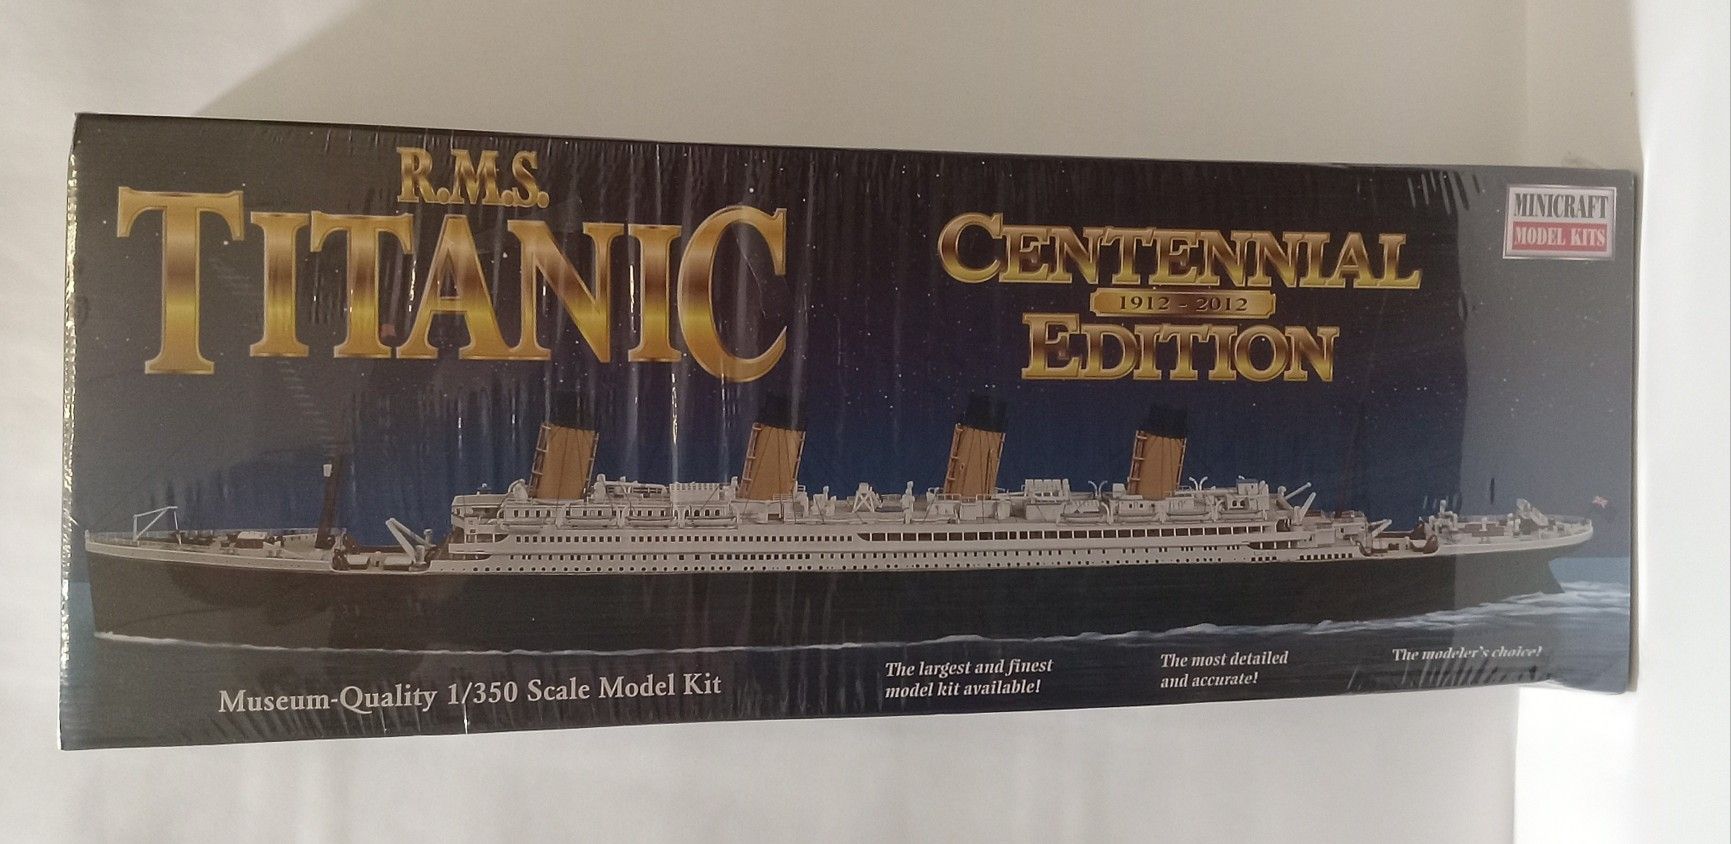 R.M.S.
TITANIC
CENTENNIAL
1912 - 2012
EDITION
MINICRAFT
MODEL KITS
Museum-Quality 1/350 Scale Model Kit
The largest and finest
model kit available!
The most detailed
and accurate!
The modeler's choice!